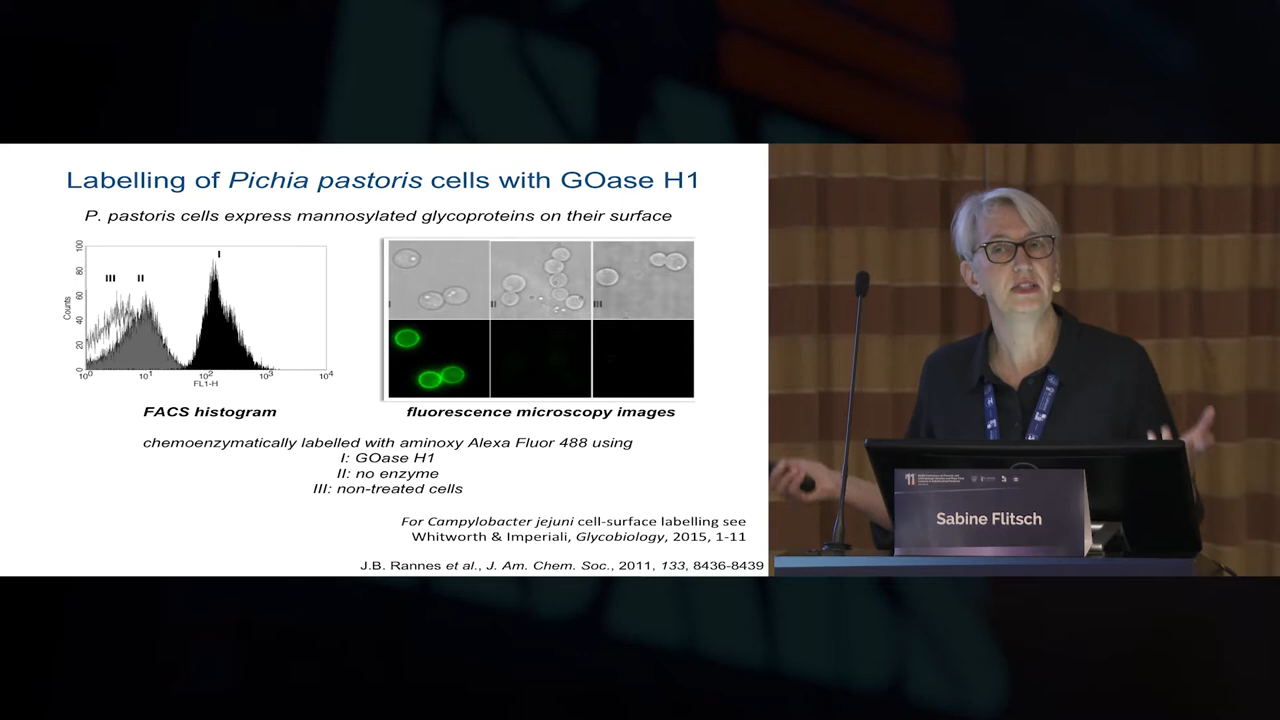 Labelling of Pichia pastoris cells with GOase H1
P. pastoris cells express mannosylated glycoproteins on their surface
100
80
60
40
20
0
Counts
III
II
I
10⁰
10¹
10²
10³
10⁴
FL1-H
I
II
III
FACS histogram
fluorescence microscopy images
chemoenzymatically labelled with aminoxy Alexa Fluor 488 using
I: GOase H1
II: no enzyme
III: non-treated cells
For Campylobacter jejuni cell-surface labelling see
Whitworth & Imperiali, Glycobiology, 2015, 1-11
J.B. Rannes et al., J. Am. Chem. Soc., 2011, 133, 8436-8439
11
Sabine Flitsch